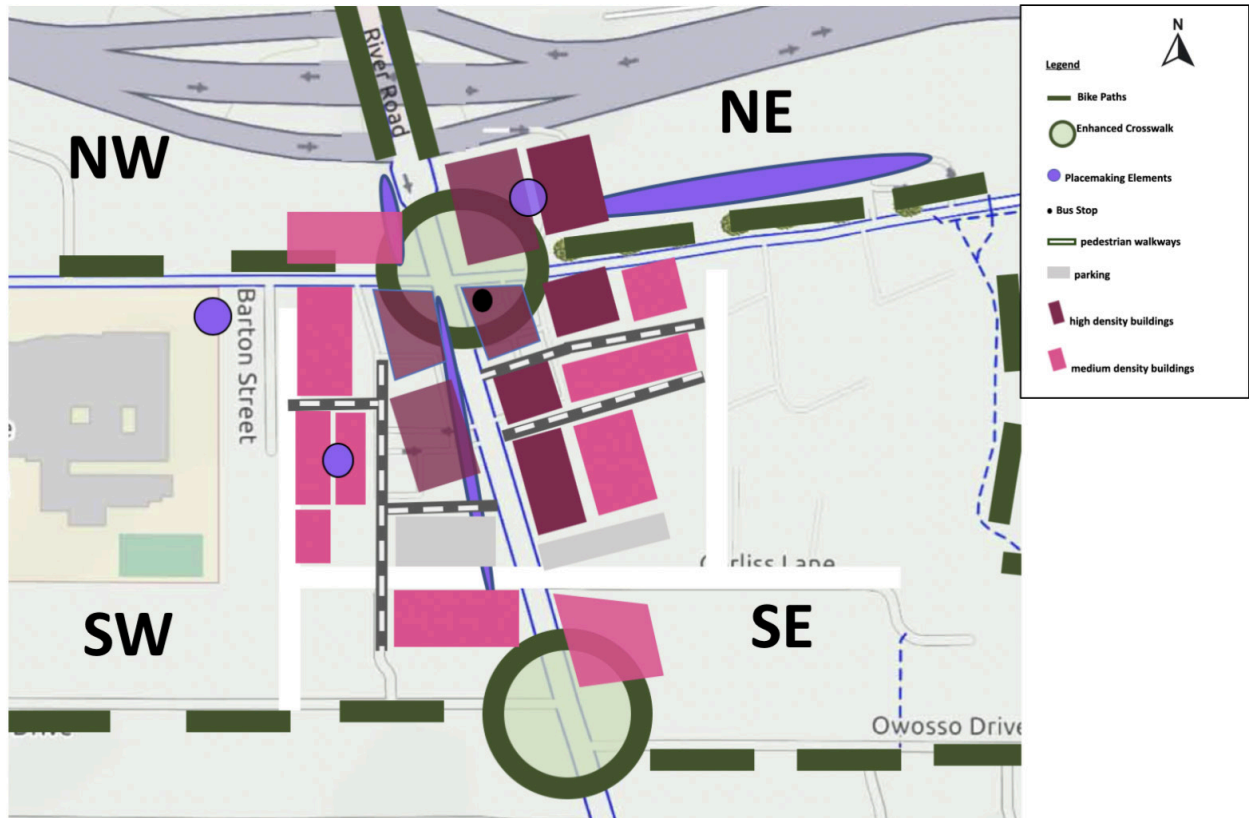 River Road
NW
NE
Barton Street
SW
SE
Owosso Drive
N
Legend
Bike Paths
Enhanced Crosswalk
Placemaking Elements
Bus Stop
pedestrian walkways
parking
high density buildings
medium density buildings